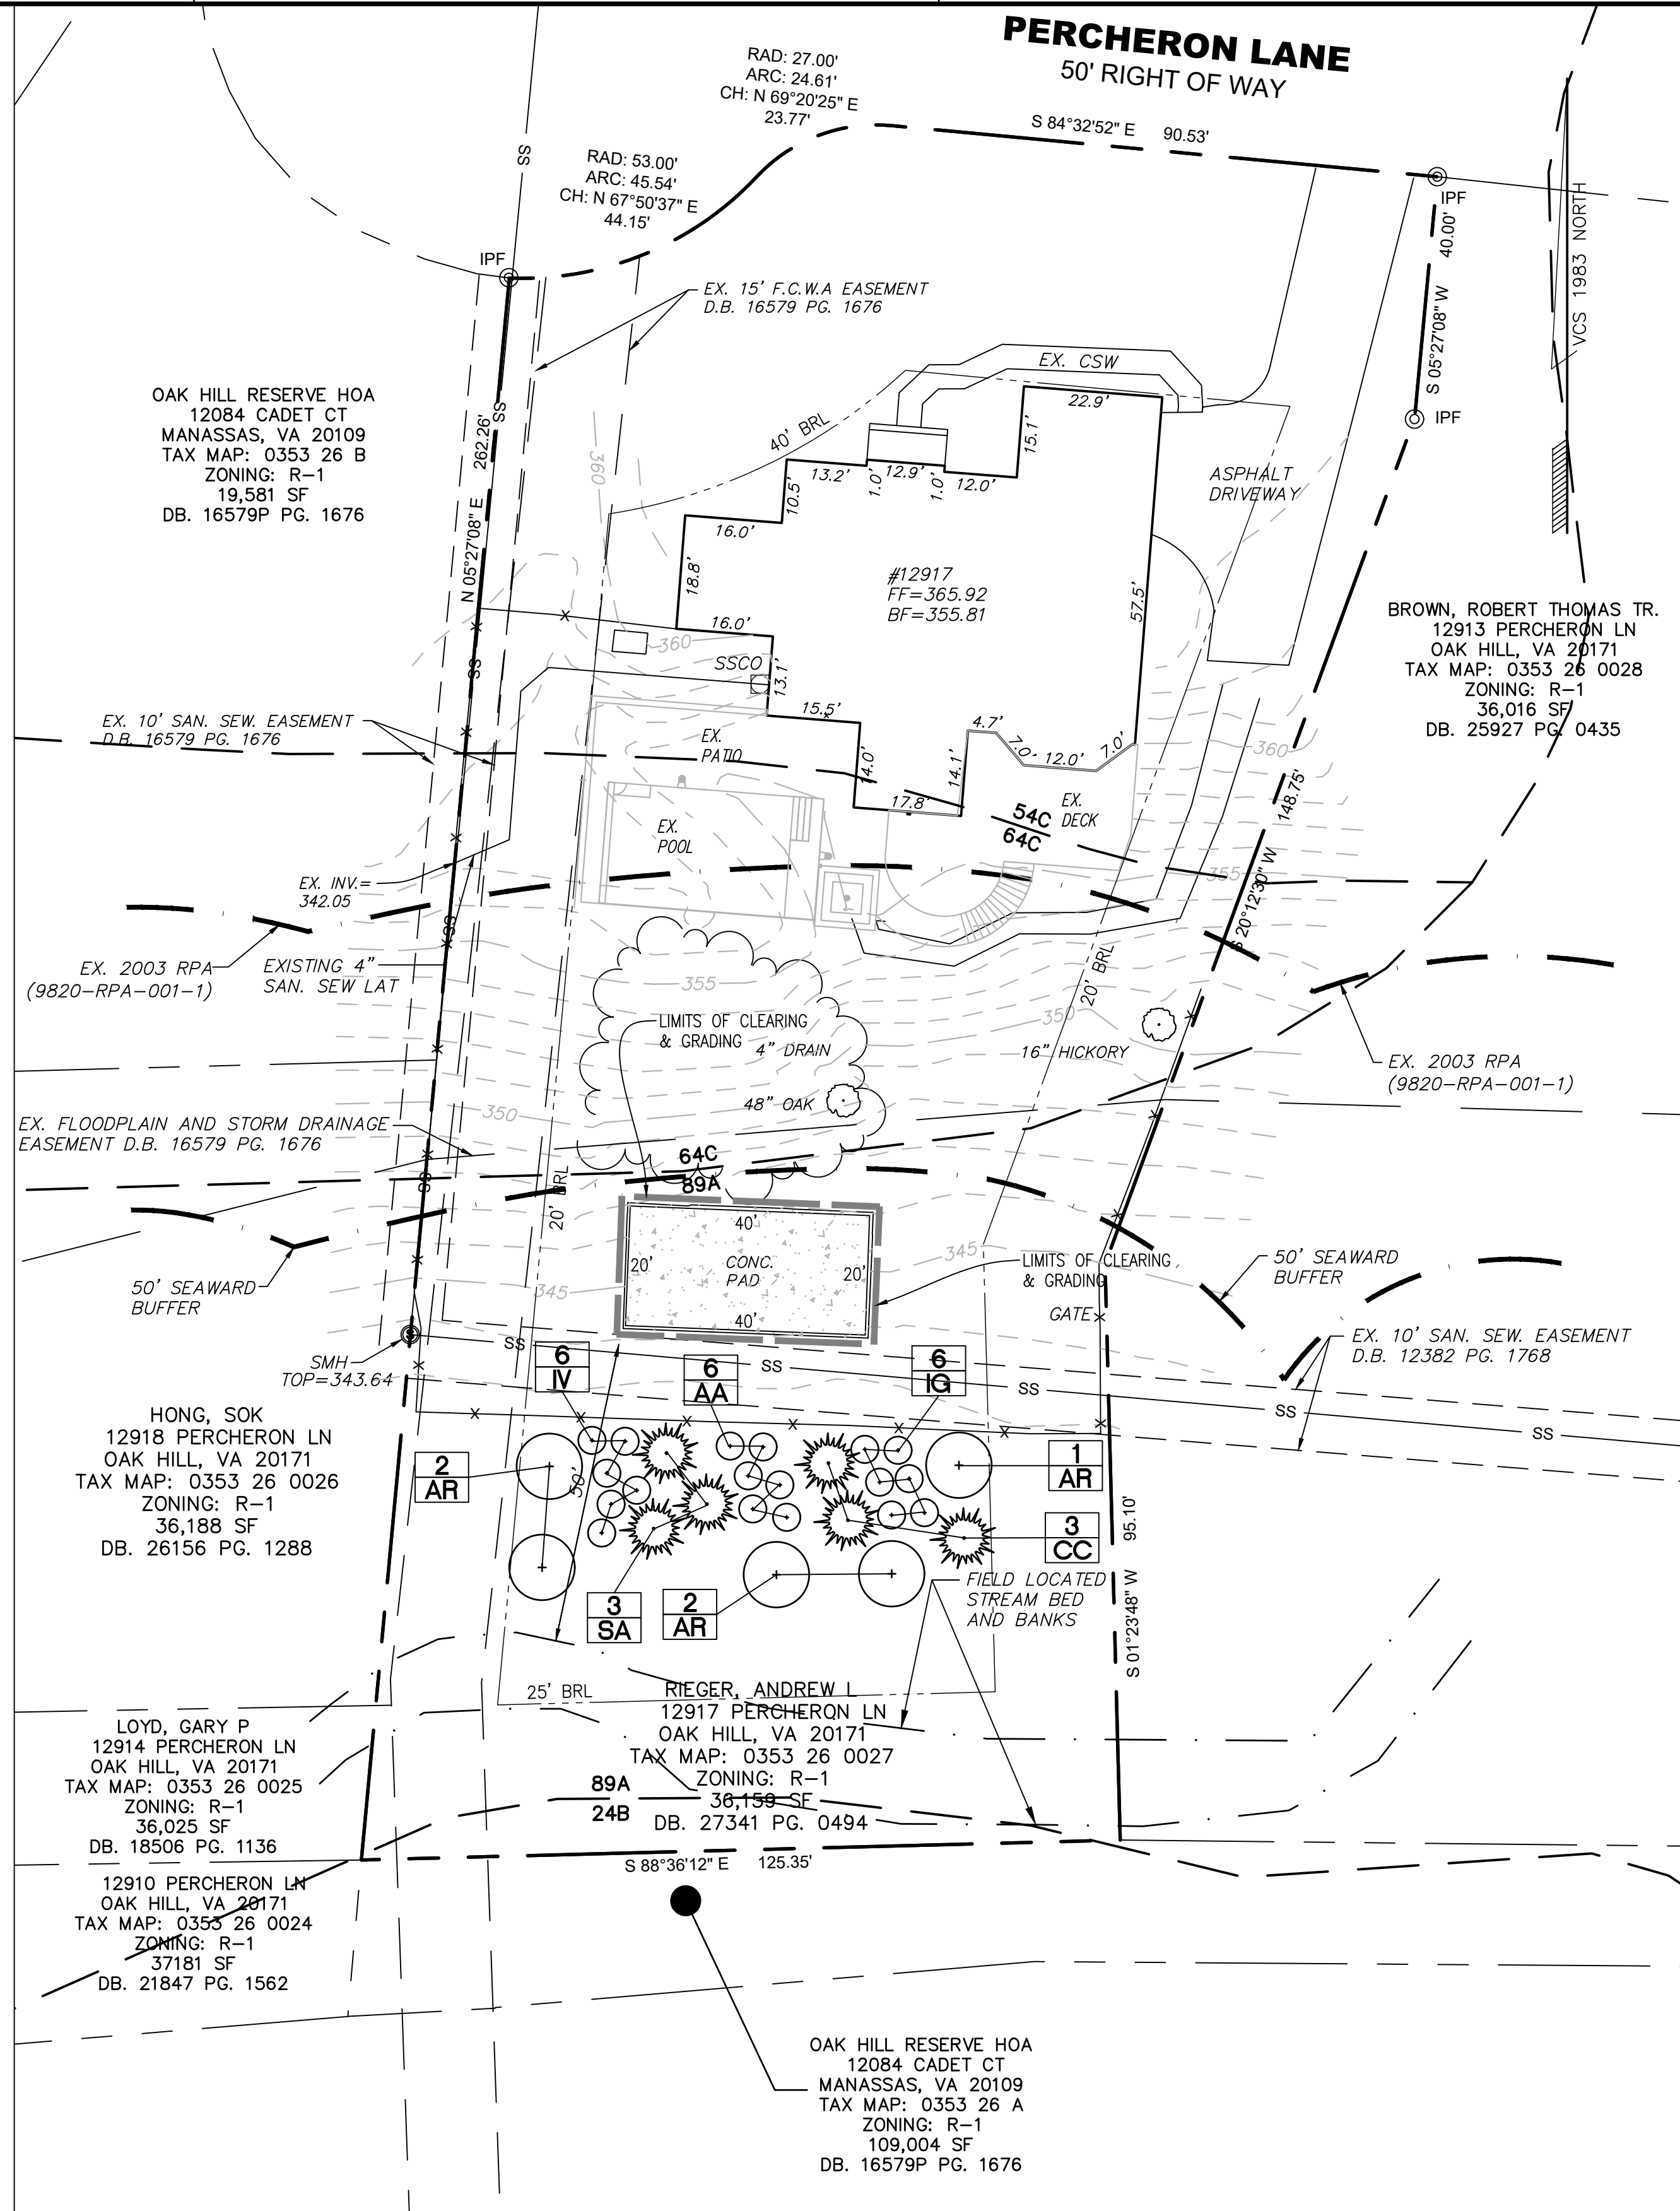 PERCHERON LANE
50' RIGHT OF WAY
RAD: 27.00'
ARC: 24.61'
CH: N 69°20'25" E
23.77'
S 84°32'52" E 90.53'
RAD: 53.00'
ARC: 45.54'
CH: N 67°50'37" E
44.15'
SS
IPF
IPF
S 05°27'08" W 40.00'
IPF
VCS 1983 NORTH
EX. 15' F.C.W.A EASEMENT
D.B. 16579 PG. 1676
OAK HILL RESERVE HOA
12084 CADET CT
MANASSAS, VA 20109
TAX MAP: 0353 26 B
ZONING: R-1
19,581 SF
DB. 16579P PG. 1676
N 05°27'08" E 262.26'
SS
EX. CSW
22.9'
15.1'
40' BRL
13.2'
1.0'
12.9'
1.0'
12.0'
10.5'
16.0'
18.8'
360
ASPHALT
DRIVEWAY
#12917
FF=365.92
BF=355.81
57.5'
16.0'
360
SSCO
13.1'
15.5'
SS
BROWN, ROBERT THOMAS TR.
12913 PERCHERON LN
OAK HILL, VA 20171
TAX MAP: 0353 26 0028
ZONING: R-1
36,016 SF
DB. 25927 PG. 0435
EX. 10' SAN. SEW. EASEMENT
D.B. 16579 PG. 1676
EX.
PATIO
14.0'
17.8'
14.1'
4.7'
7.0'
12.0'
7.0'
360
EX.
DECK
54C
64C
EX.
POOL
355
S 20°12'30" W 148.75'
EX. INV.=
342.05
SS
EX. 2003 RPA
(9820-RPA-001-1)
EXISTING 4"
SAN. SEW LAT
355
LIMITS OF CLEARING
& GRADING
4" DRAIN
350
20' BRL
16" HICKORY
EX. 2003 RPA
(9820-RPA-001-1)
48" OAK
350
EX. FLOODPLAIN AND STORM DRAINAGE
EASEMENT D.B. 16579 PG. 1676
64C
89A
SS
20' BRL
40'
20'
CONC.
PAD
20'
40'
345
345
LIMITS OF CLEARING
& GRADING
50' SEAWARD
BUFFER
50' SEAWARD
BUFFER
GATE
EX. 10' SAN. SEW. EASEMENT
D.B. 12382 PG. 1768
S
SMH
TOP=343.64
SS
SS
SS
SS
SS
6
IV
6
AA
6
IG
HONG, SOK
12918 PERCHERON LN
OAK HILL, VA 20171
TAX MAP: 0353 26 0026
ZONING: R-1
36,188 SF
DB. 26156 PG. 1288
2
AR
50'
1
AR
3
CC
3
SA
2
AR
FIELD LOCATED
STREAM BED
AND BANKS
S 01°23'48" W 95.10'
25' BRL
RIEGER, ANDREW L
12917 PERCHERON LN
OAK HILL, VA 20171
TAX MAP: 0353 26 0027
ZONING: R-1
36,159 SF
DB. 27341 PG. 0494
LOYD, GARY P
12914 PERCHERON LN
OAK HILL, VA 20171
TAX MAP: 0353 26 0025
ZONING: R-1
36,025 SF
DB. 18506 PG. 1136
89A
24B
S 88°36'12" E 125.35'
12910 PERCHERON LN
OAK HILL, VA 20171
TAX MAP: 0353 26 0024
ZONING: R-1
37181 SF
DB. 21847 PG. 1562
OAK HILL RESERVE HOA
12084 CADET CT
MANASSAS, VA 20109
TAX MAP: 0353 26 A
ZONING: R-1
109,004 SF
DB. 16579P PG. 1676